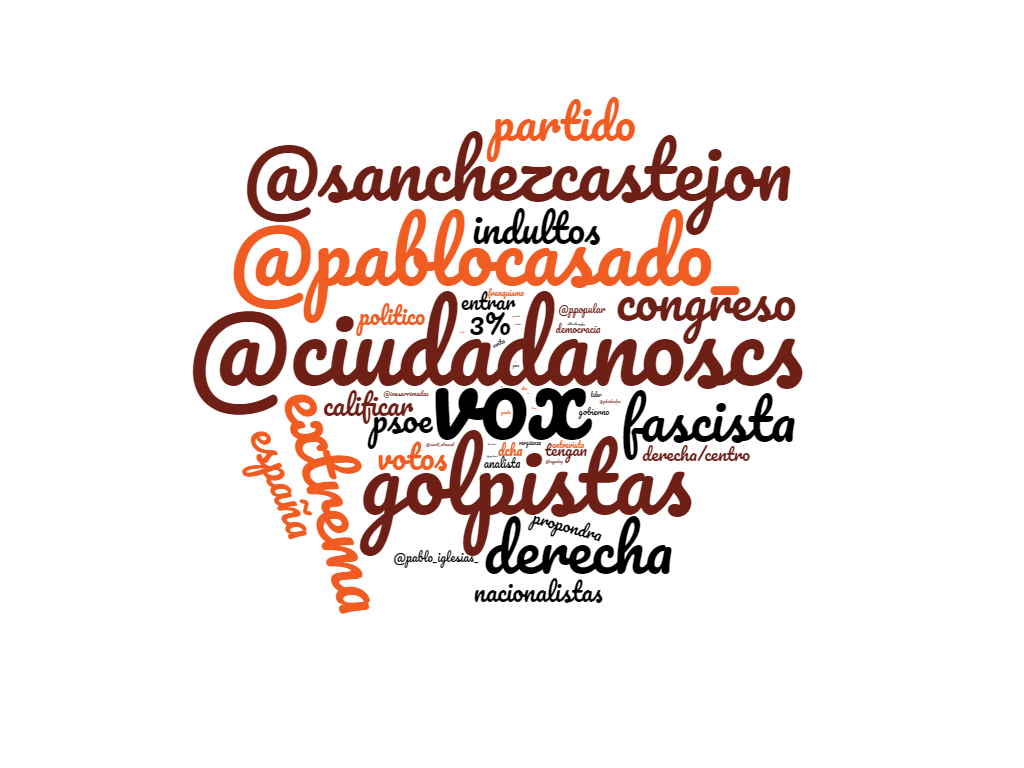 partido
@sanchezcastejon
indultos
@pablocasado_
franquismo
entrar
congreso
@ppopular
politico
3%
democracia
@ciudadanoscs
@inesarrimadas
lider
extrema
calificar
vox
gobierno
psoe
fascista
españa
votos
dcha
entrevista
tengan
derecha/centro
analista
golpistas
propondra
@pablo_iglesias_
derecha
nacionalistas